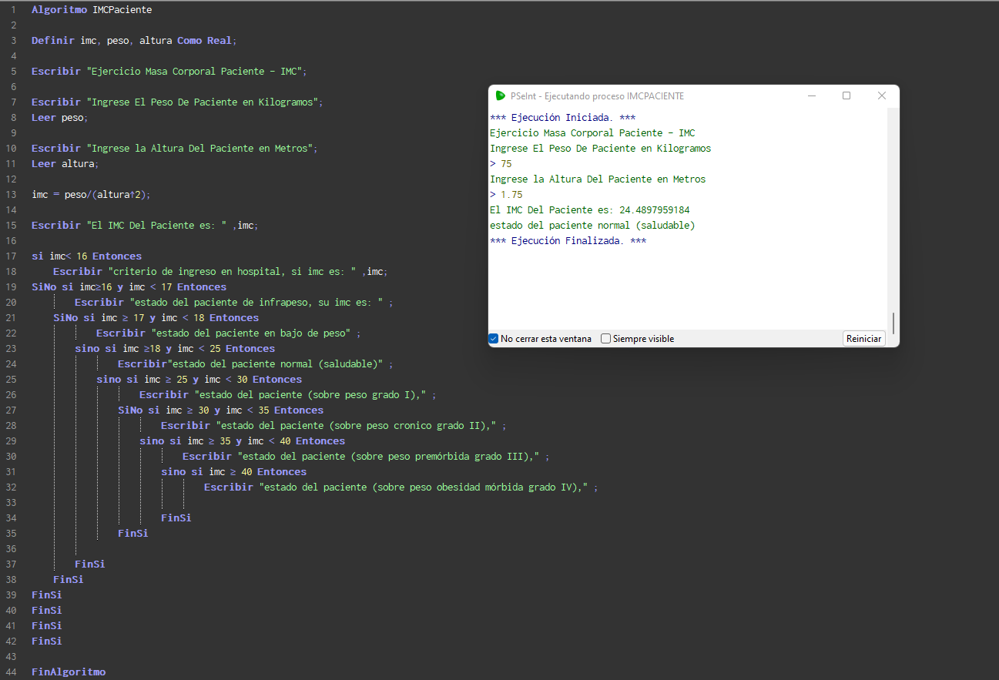 1 Algoritmo IMCPaciente
2
3 Definir imc, peso, altura Como Real;
4
5 Escribir "Ejercicio Masa Corporal Paciente - IMC";
6
7 Escribir "Ingrese El Peso De Paciente en Kilogramos";
8 Leer peso;
9
10 Escribir "Ingrese la Altura Del Paciente en Metros";
11 Leer altura;
12
13 imc = peso/(altura↑2);
14
15 Escribir "El IMC Del Paciente es: " ,imc;
16
17 si imc< 16 Entonces
18 Escribir "criterio de ingreso en hospital, si imc es: " ,imc;
19 SiNo si imc≥16 y imc < 17 Entonces
20 Escribir "estado del paciente de infrapeso, su imc es: " ;
21 SiNo si imc ≥ 17 y imc < 18 Entonces
22 Escribir "estado del paciente en bajo de peso" ;
23 sino si imc ≥18 y imc < 25 Entonces
24 Escribir"estado del paciente normal (saludable)" ;
25 sino si imc ≥ 25 y imc < 30 Entonces
26 Escribir "estado del paciente (sobre peso grado I)," ;
27 SiNo si imc ≥ 30 y imc < 35 Entonces
28 Escribir "estado del paciente (sobre peso cronico grado II)," ;
29 sino si imc ≥ 35 y imc < 40 Entonces
30 Escribir "estado del paciente (sobre peso premórbida grado III)," ;
31 sino si imc ≥ 40 Entonces
32 Escribir "estado del paciente (sobre peso obesidad mórbida grado IV)," ;
33
34 FinSi
35 FinSi
36
37 FinSi
38 FinSi
39 FinSi
40 FinSi
41 FinSi
42 FinSi
43
44 FinAlgoritmo
PSeInt - Ejecutando proceso IMCPACIENTE
*** Ejecución Iniciada. ***
Ejercicio Masa Corporal Paciente - IMC
Ingrese El Peso De Paciente en Kilogramos
> 75
Ingrese la Altura Del Paciente en Metros
> 1.75
El IMC Del Paciente es: 24.4897959184
estado del paciente normal (saludable)
*** Ejecución Finalizada. ***
No cerrar esta ventana Siempre visible Reiniciar